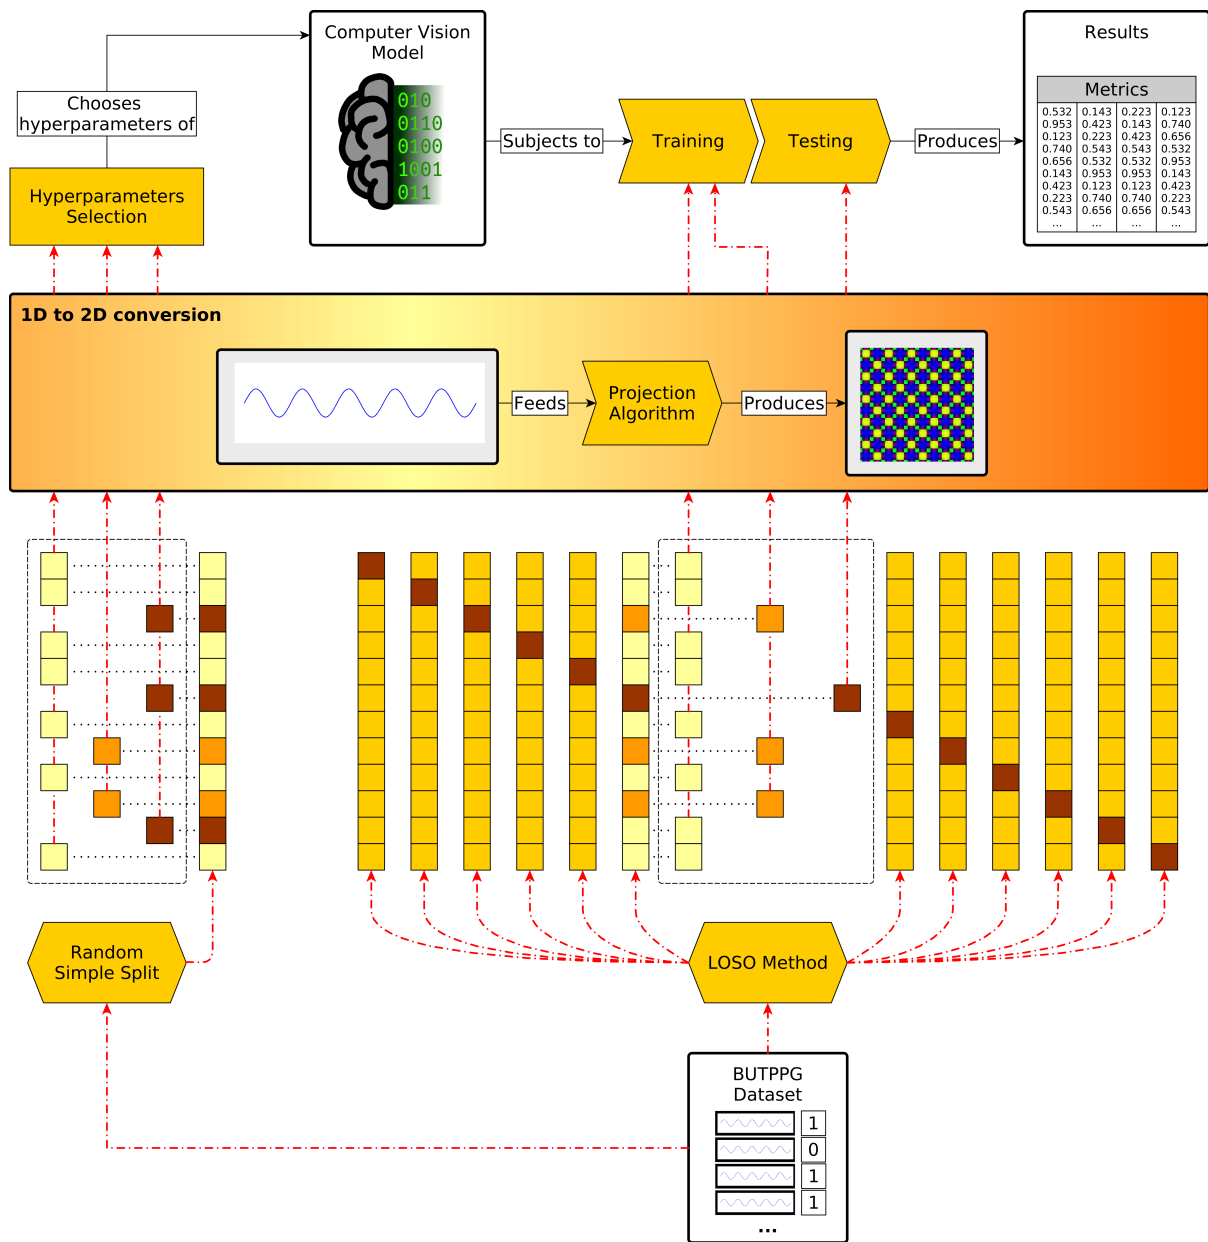 Computer Vision
Model
010
0110
0100
1001
011
Results
Metrics
0.532 0.143 0.223 0.123
0.953 0.423 0.143 0.740
0.123 0.223 0.423 0.656
0.740 0.543 0.543 0.532
0.656 0.532 0.532 0.953
0.143 0.953 0.953 0.143
0.423 0.123 0.123 0.423
0.223 0.740 0.740 0.223
0.543 0.656 0.656 0.543
... ... ... ...
Chooses
hyperparameters of
Subjects to
Training
Testing
Produces
Hyperparameters
Selection
1D to 2D conversion
Feeds
Projection
Algorithm
Produces
Random
Simple Split
LOSO Method
BUTPPG
Dataset
1
0
1
1
...